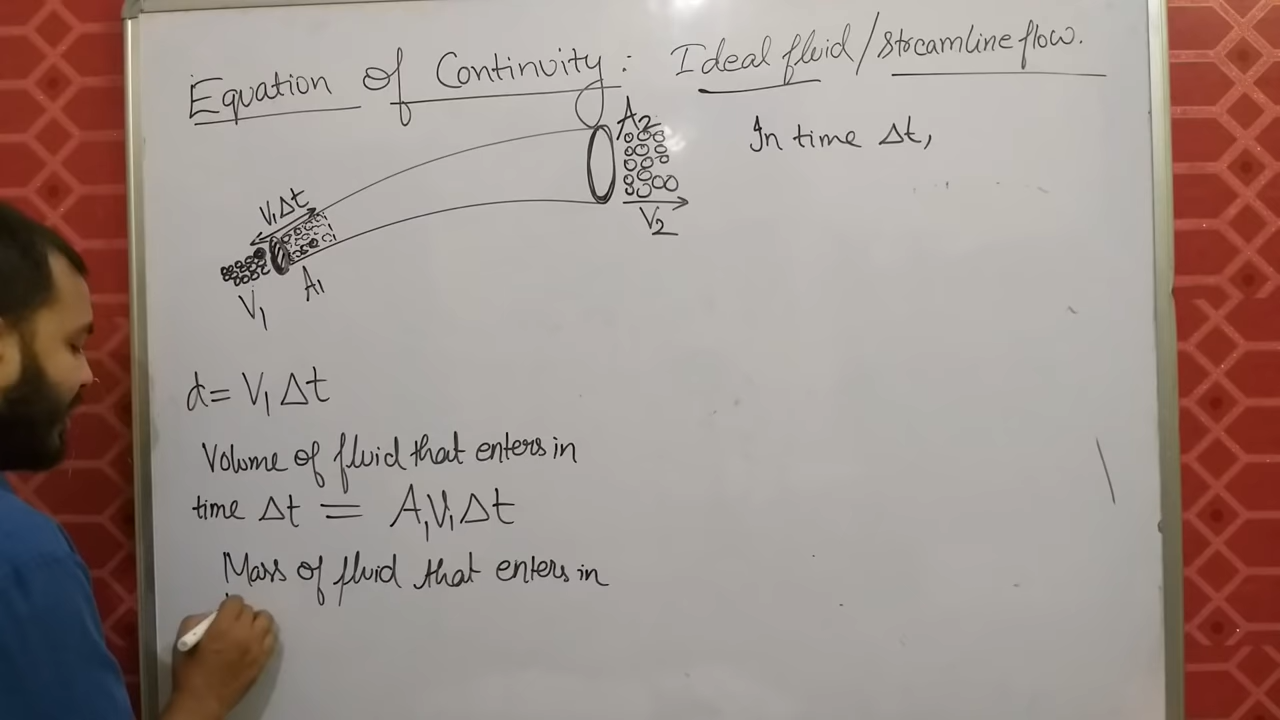 Equation of Continuity : Ideal fluid / streamline flow.
A2
In time Δt,
V1Δt
V2
A1
V1
d = V1 Δt
Volume of fluid that enters in
time Δt = A1V1Δt
Mass of fluid that enters in